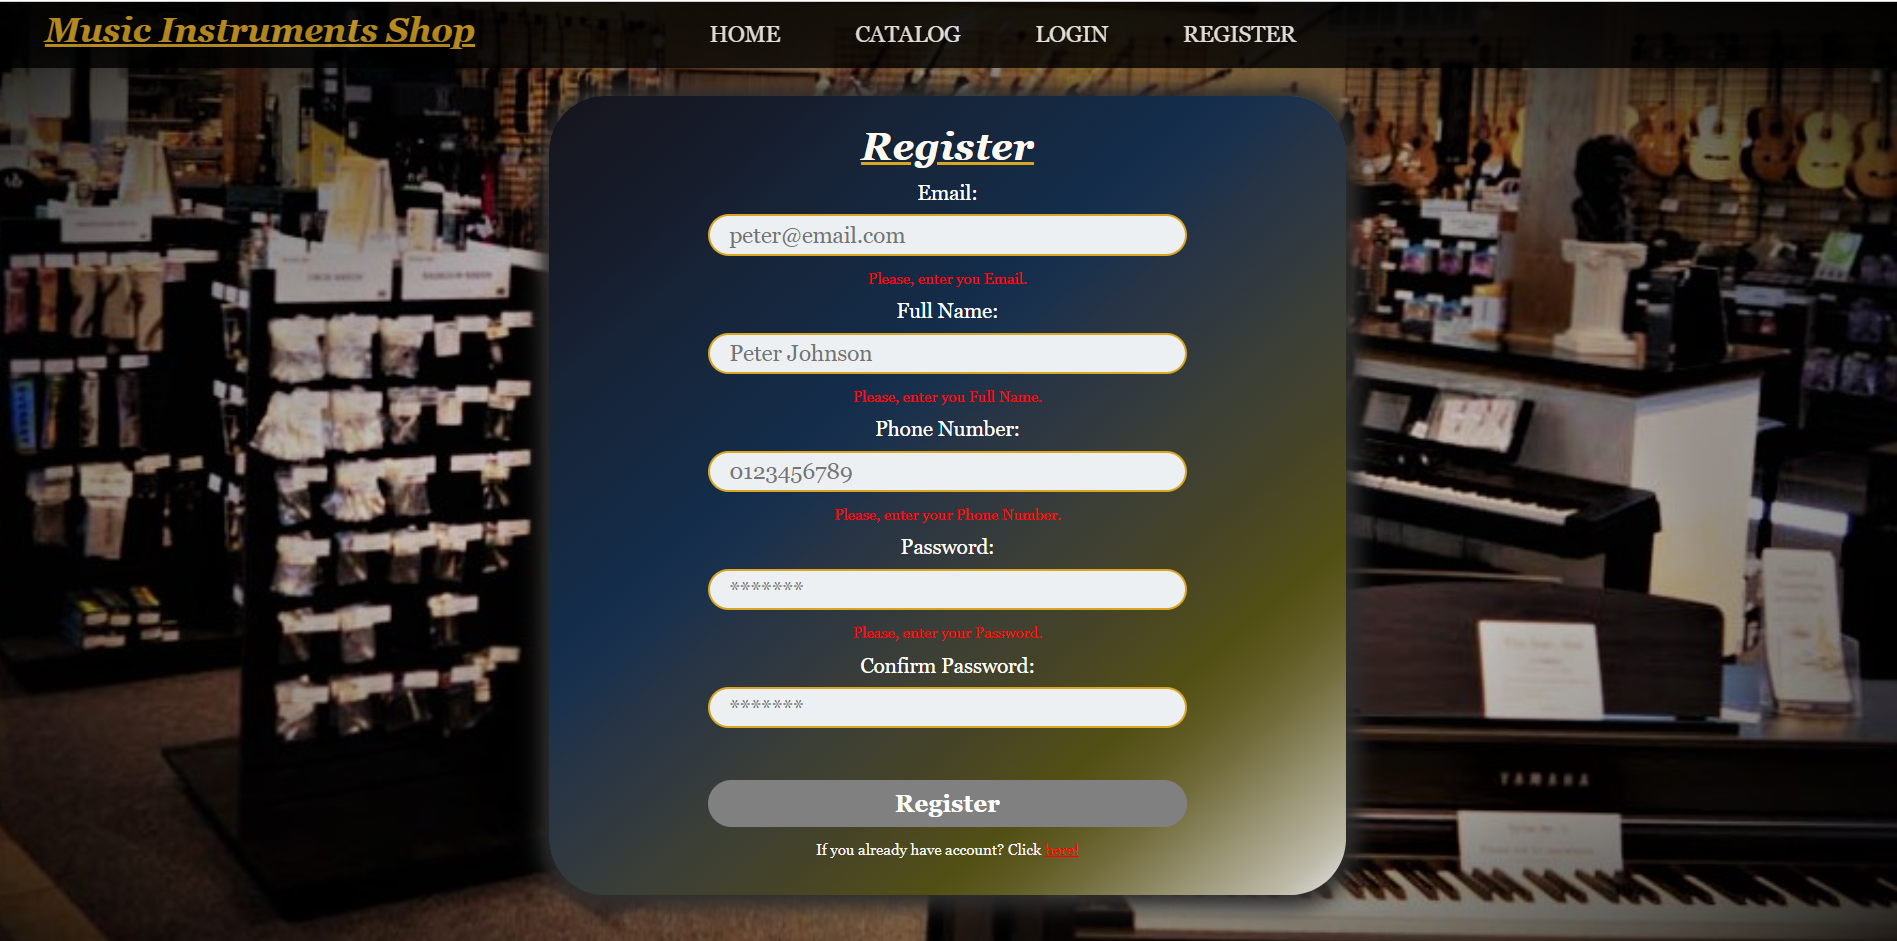 Music Instruments Shop
HOME CATALOG LOGIN REGISTER
Register
Email:
peter@email.com
Please, enter you Email.
Full Name:
Peter Johnson
Please, enter you Full Name.
Phone Number:
0123456789
Please, enter your Phone Number.
Password:
*******
Please, enter your Password.
Confirm Password:
*******
Register
If you already have account? Click here!
YAMAHA